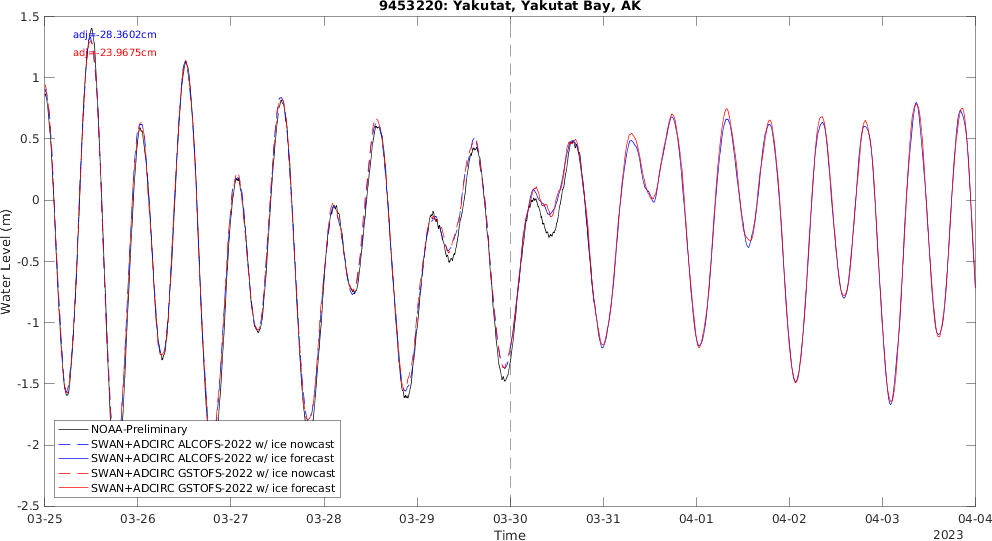 9453220: Yakutat, Yakutat Bay, AK
adj=-28.3602cm
adj=-23.9675cm
Water Level (m)
1.5
1
0.5
0
-0.5
-1
-1.5
-2
-2.5
NOAA-Preliminary
SWAN+ADCIRC ALCOFS-2022 w/ ice nowcast
SWAN+ADCIRC ALCOFS-2022 w/ ice forecast
SWAN+ADCIRC GSTOFS-2022 w/ ice nowcast
SWAN+ADCIRC GSTOFS-2022 w/ ice forecast
03-25 03-26 03-27 03-28 03-29 03-30 03-31 04-01 04-02 04-03 04-04
Time
2023